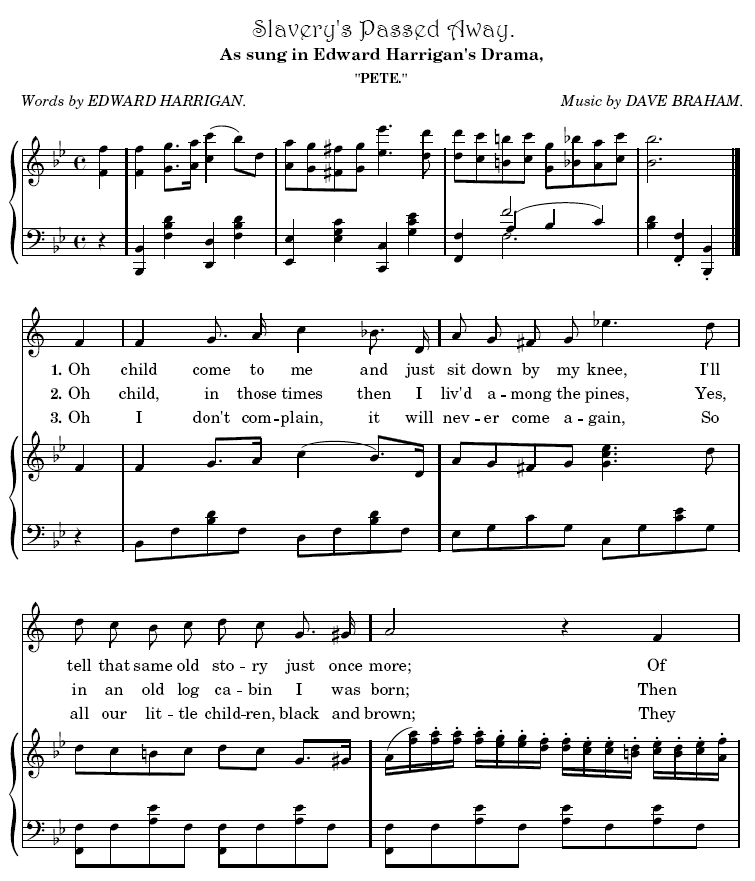 Slavery's Passed Away.
As sung in Edward Harrigan's Drama,
"PETE."
Words by EDWARD HARRIGAN. Music by DAVE BRAHAM.
1. Oh child come to me and just sit down by my knee, I'll
2. Oh child, in those times then I liv'd a - mong the pines, Yes,
3. Oh I don't com - plain, it will nev - er come a - gain, So
tell that same old sto - ry just once more; Of
in an old log ca - bin I was born; Then
all our lit - tle child - ren, black and brown; They